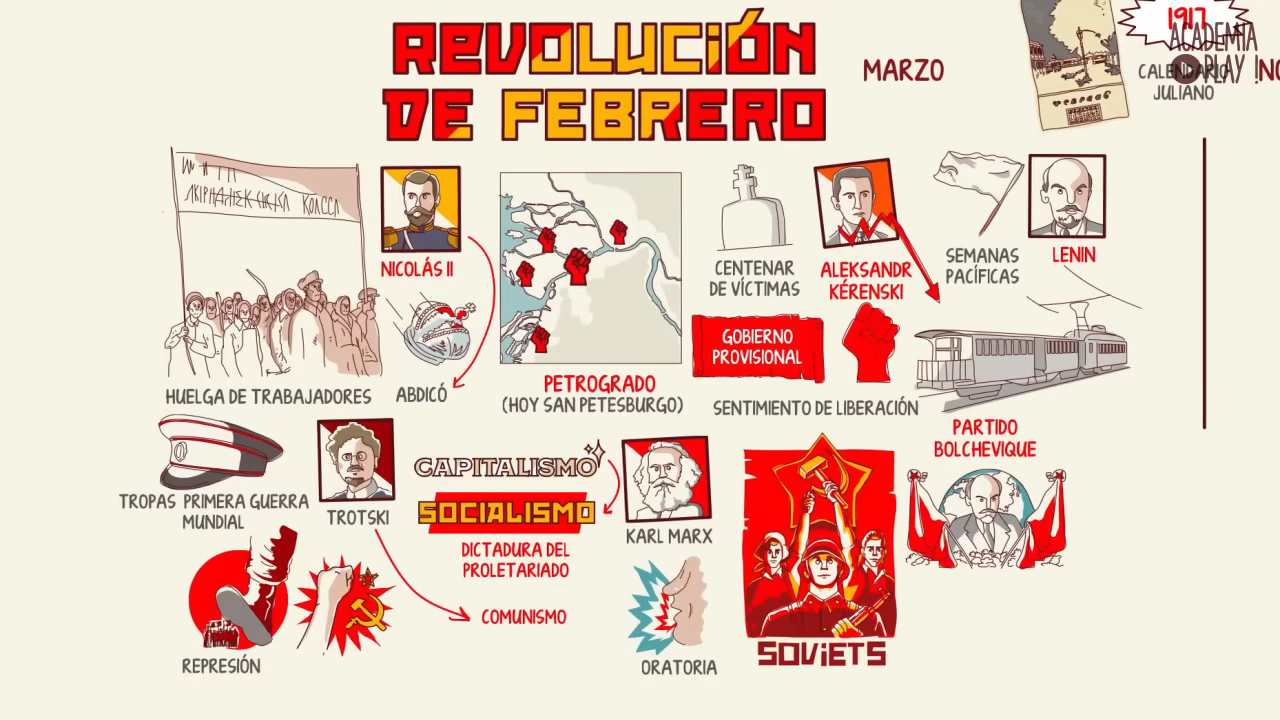 REVOLUCIÓN
DE FEBRERO
MARZO
1917
ACADEMIA
PLAY
CALENDARIO
JULIANO
NICOLÁS II
ABDICÓ
HUELGA DE TRABAJADORES
PETROGRADO
(HOY SAN PETESBURGO)
CENTENAR
DE VÍCTIMAS
ALEKSANDR
KÉRENSKI
SEMANAS
PACÍFICAS
LENIN
GOBIERNO
PROVISIONAL
SENTIMIENTO DE LIBERACIÓN
PARTIDO
BOLCHEVIQUE
TROPAS PRIMERA GUERRA
MUNDIAL
TROTSKI
CAPITALISMO
SOCIALISMO
DICTADURA DEL
PROLETARIADO
COMUNISMO
KARL MARX
REPRESIÓN
ORATORIA
SOVIETS